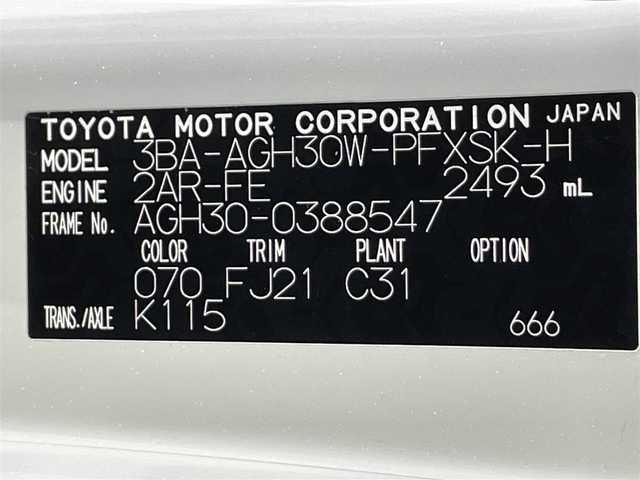 TOYOTA MOTOR CORPORATION JAPAN
MODEL 3BA-AGH30W-PFXSK-H
ENGINE 2AR-FE 2493 mL
FRAME No. AGH30-0388547
COLOR TRIM PLANT OPTION
070 FJ21 C31
TRANS./AXLE K115 666